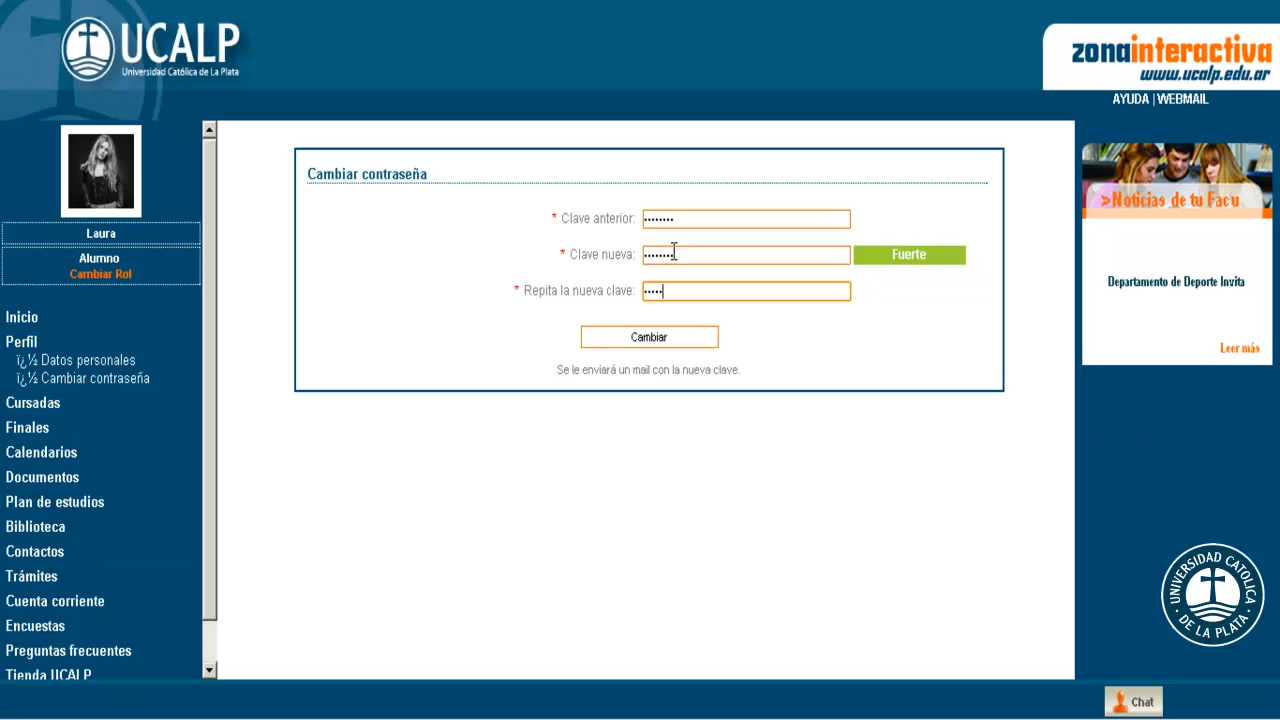 UCALP
Universidad Católica de La Plata
zonainteractiva
www.ucalp.edu.ar
AYUDA | WEBMAIL
Laura
Alumno
Cambiar Rol
Inicio
Perfil
ï¿½ Datos personales
ï¿½ Cambiar contraseña
Cursadas
Finales
Calendarios
Documentos
Plan de estudios
Biblioteca
Contactos
Trámites
Cuenta corriente
Encuestas
Preguntas frecuentes
Tienda UCALP
Cambiar contraseña
* Clave anterior: ••••••••
* Clave nueva: •••••••• Fuerte
* Repita la nueva clave: •••••
Cambiar
Se le enviará un mail con la nueva clave.
>Noticias de tu Facu
Departamento de Deporte Invita
Leer más
UNIVERSIDAD CATOLICA
DE LA PLATA
Chat